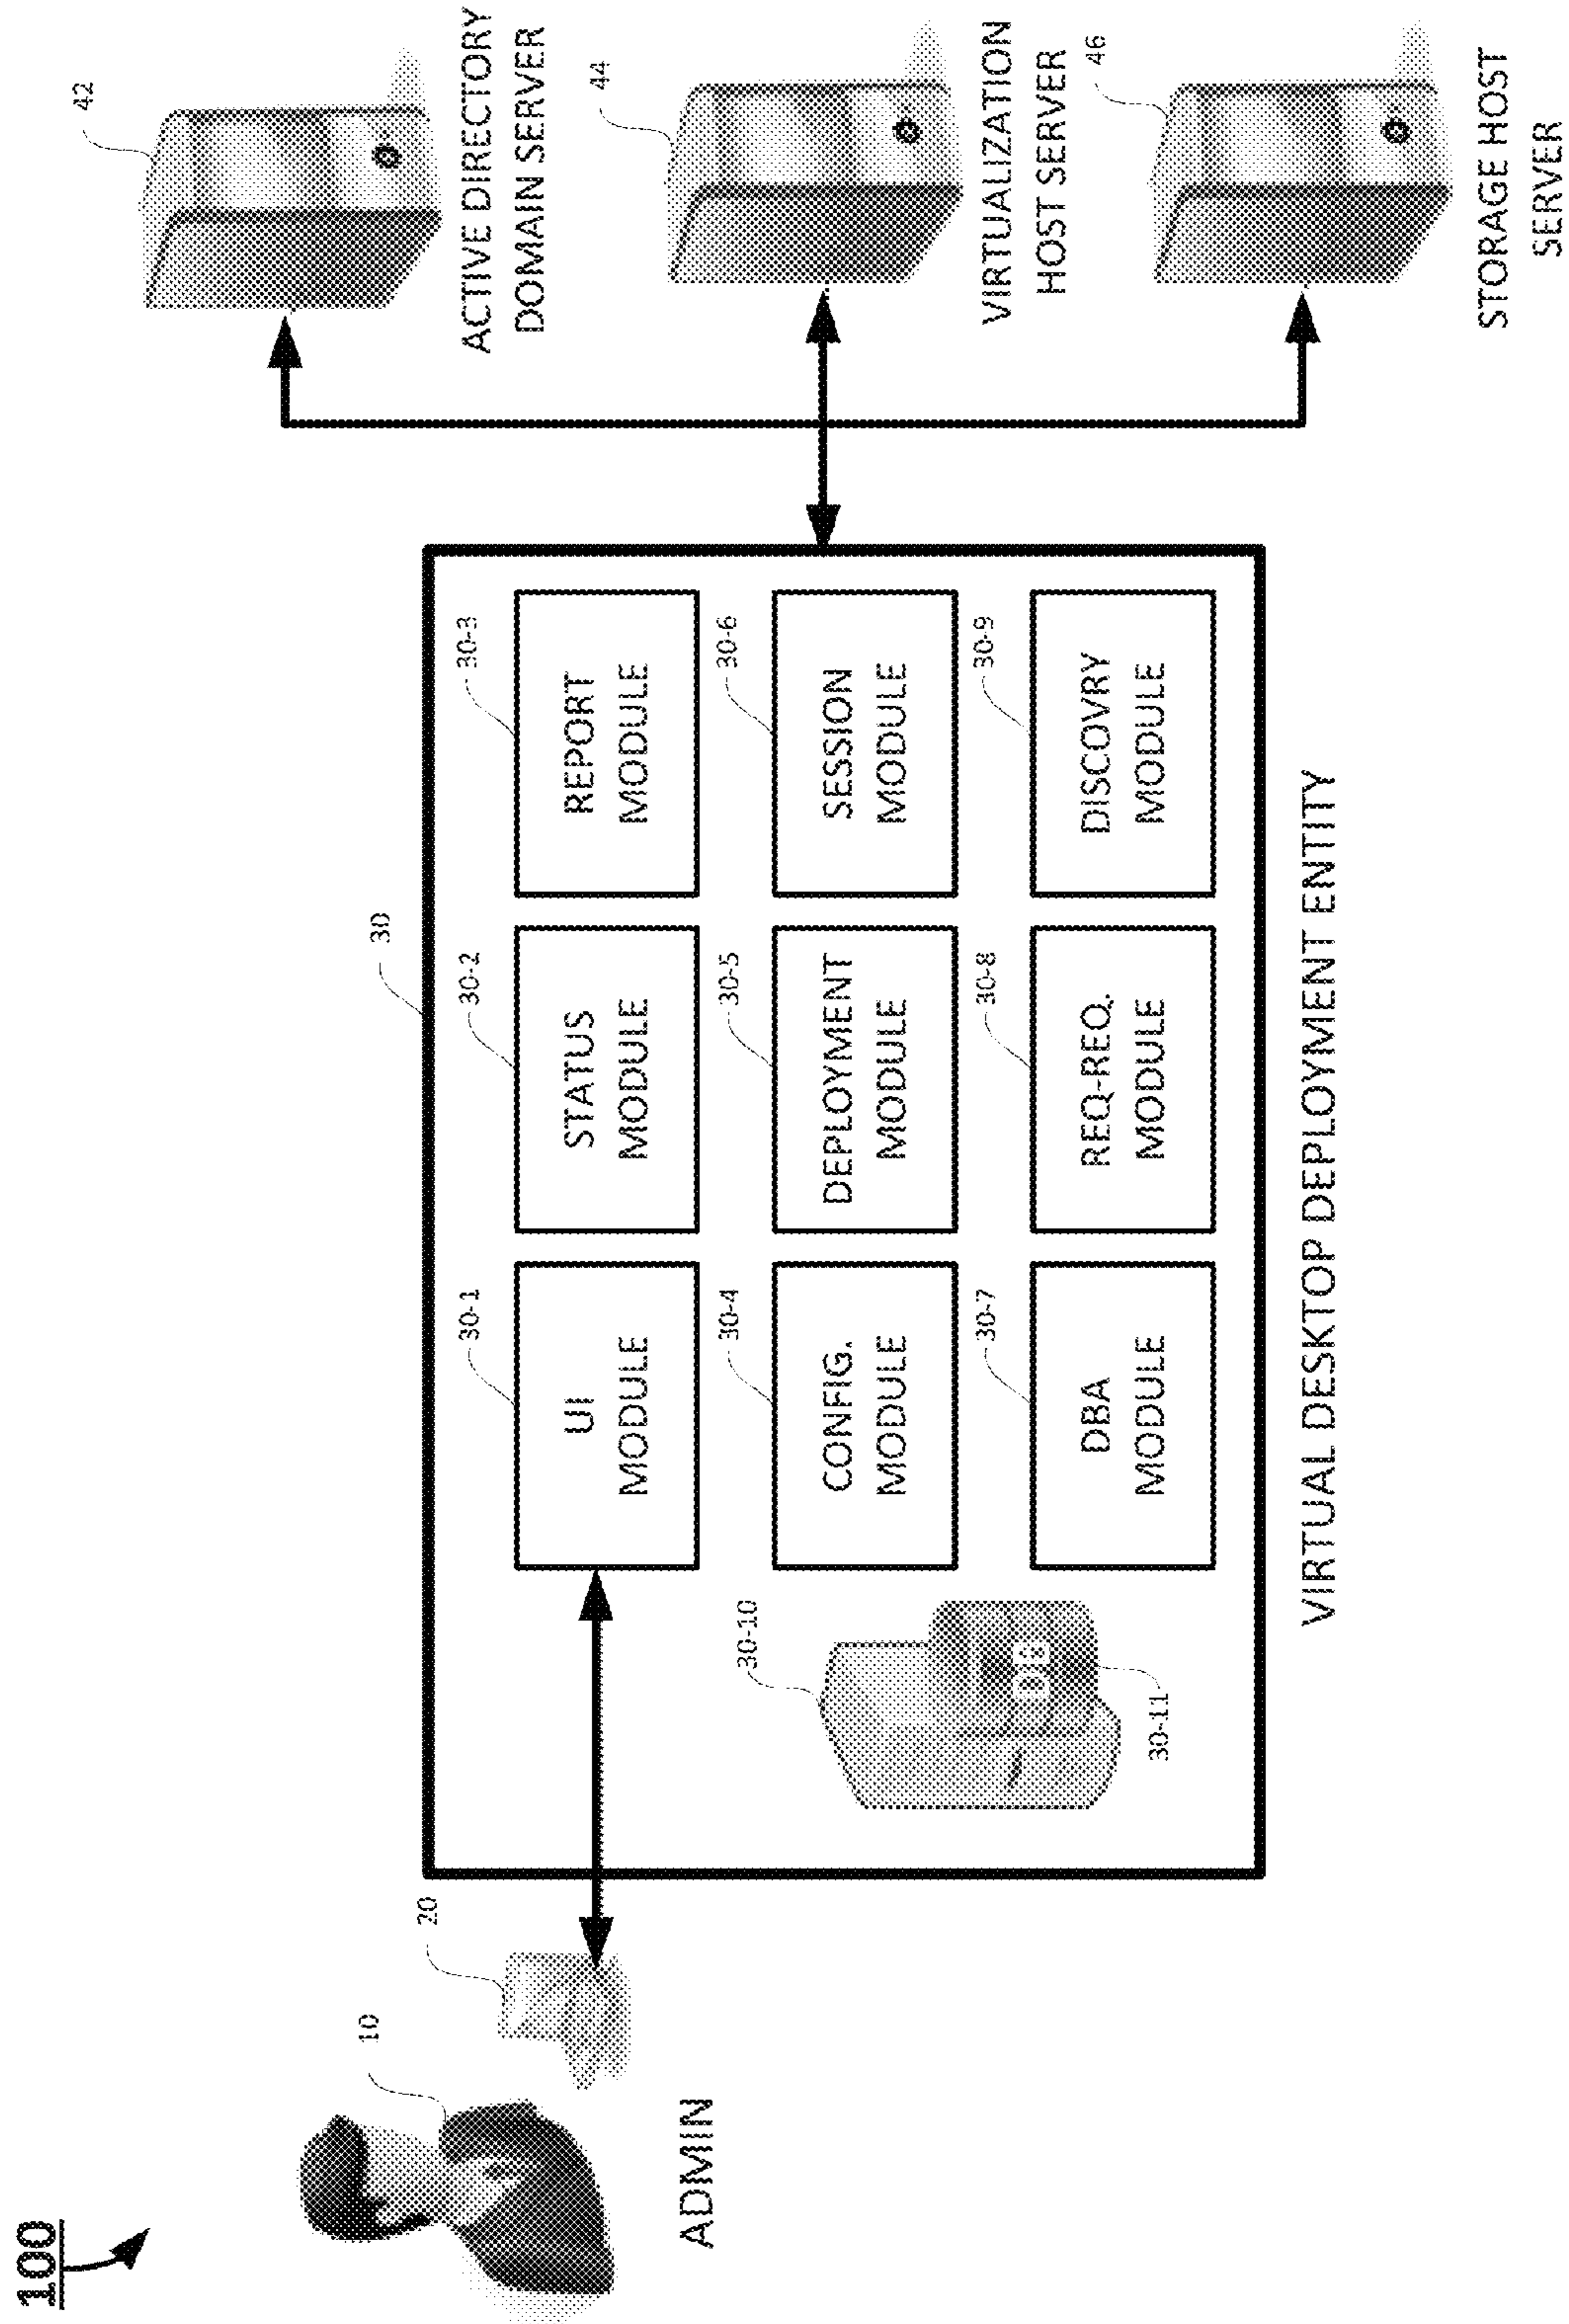 100
10
ADMIN
20
30
30-1
UI
MODULE
30-2
STATUS
MODULE
30-3
REPORT
MODULE
30-4
CONFIG.
MODULE
30-5
DEPLOYMENT
MODULE
30-6
SESSION
MODULE
30-7
DBA
MODULE
30-8
REQ-REQ.
MODULE
30-9
DISCOVRY
MODULE
30-10
DB
30-11
VIRTUAL DESKTOP DEPLOYMENT ENTITY
42
ACTIVE DIRECTORY
DOMAIN SERVER
44
VIRTUALIZATION
HOST SERVER
46
STORAGE HOST
SERVER